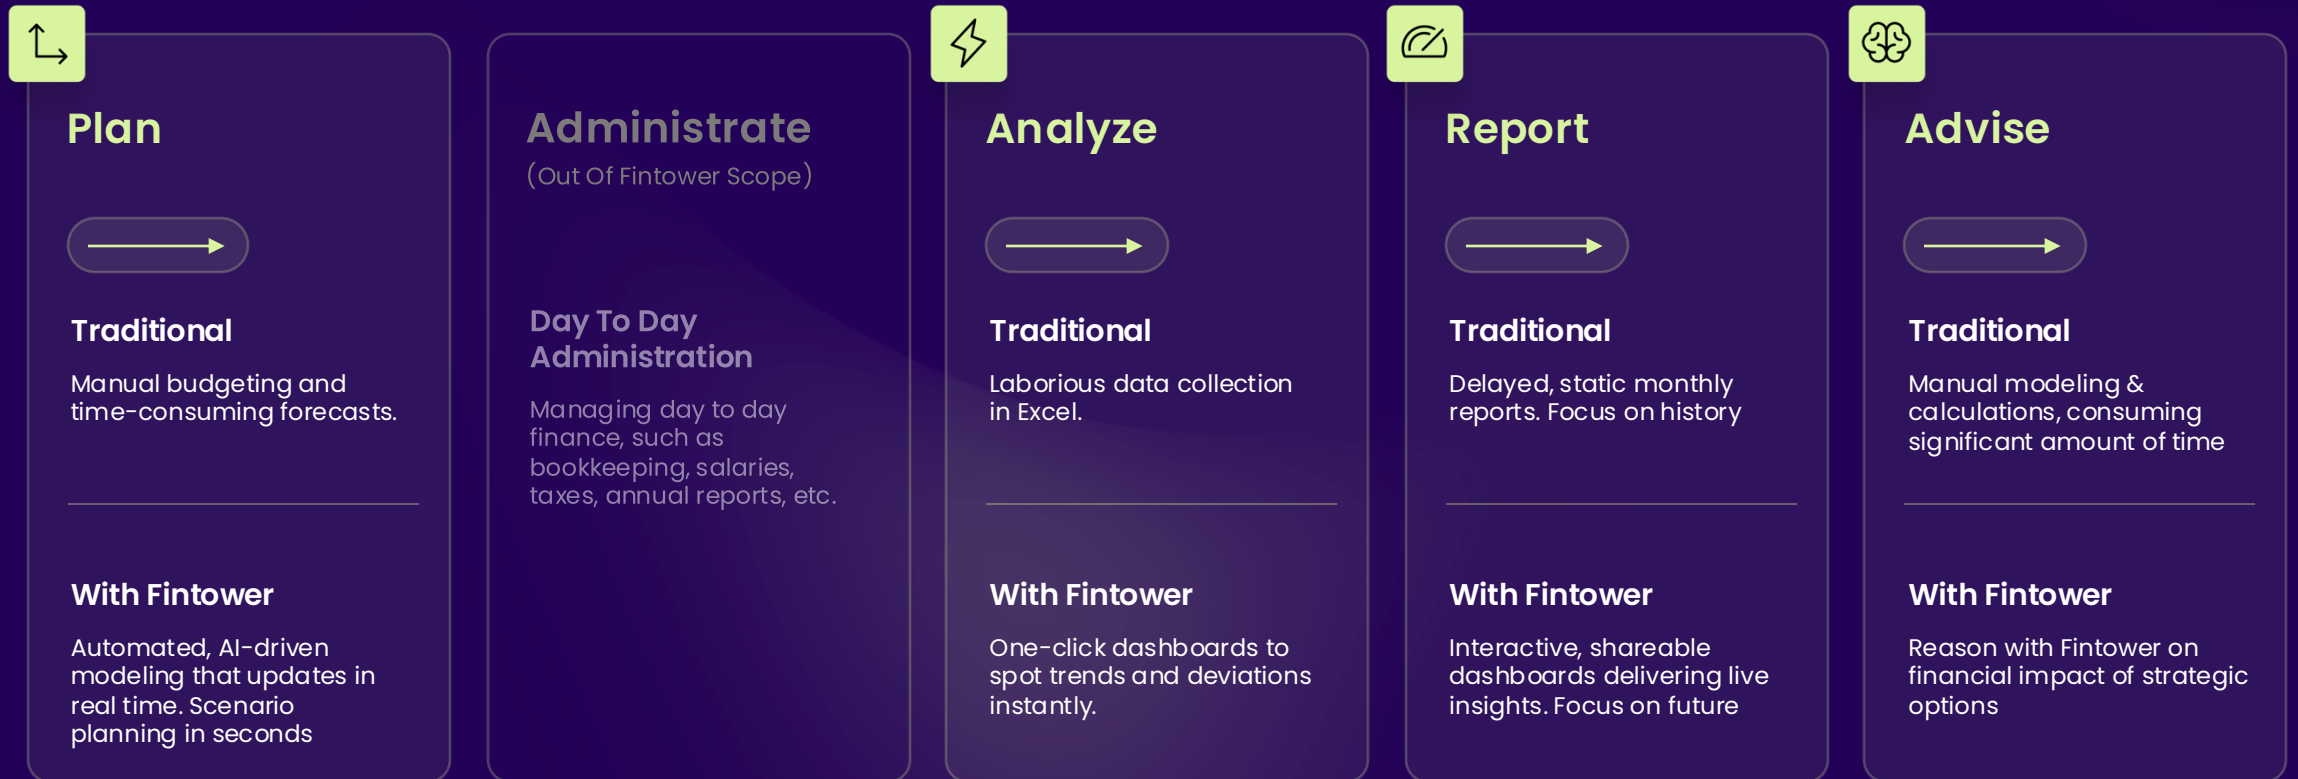 Plan
Traditional
Manual budgeting and
time-consuming forecasts.
With Fintower
Automated, AI-driven
modeling that updates in
real time. Scenario
planning in seconds
Administrate
(Out Of Fintower Scope)
Day To Day
Administration
Managing day to day
finance, such as
bookkeeping, salaries,
taxes, annual reports, etc.
Analyze
Traditional
Laborious data collection
in Excel.
With Fintower
One-click dashboards to
spot trends and deviations
instantly.
Report
Traditional
Delayed, static monthly
reports. Focus on history
With Fintower
Interactive, shareable
dashboards delivering live
insights. Focus on future
Advise
Traditional
Manual modeling &
calculations, consuming
significant amount of time
With Fintower
Reason with Fintower on
financial impact of strategic
options